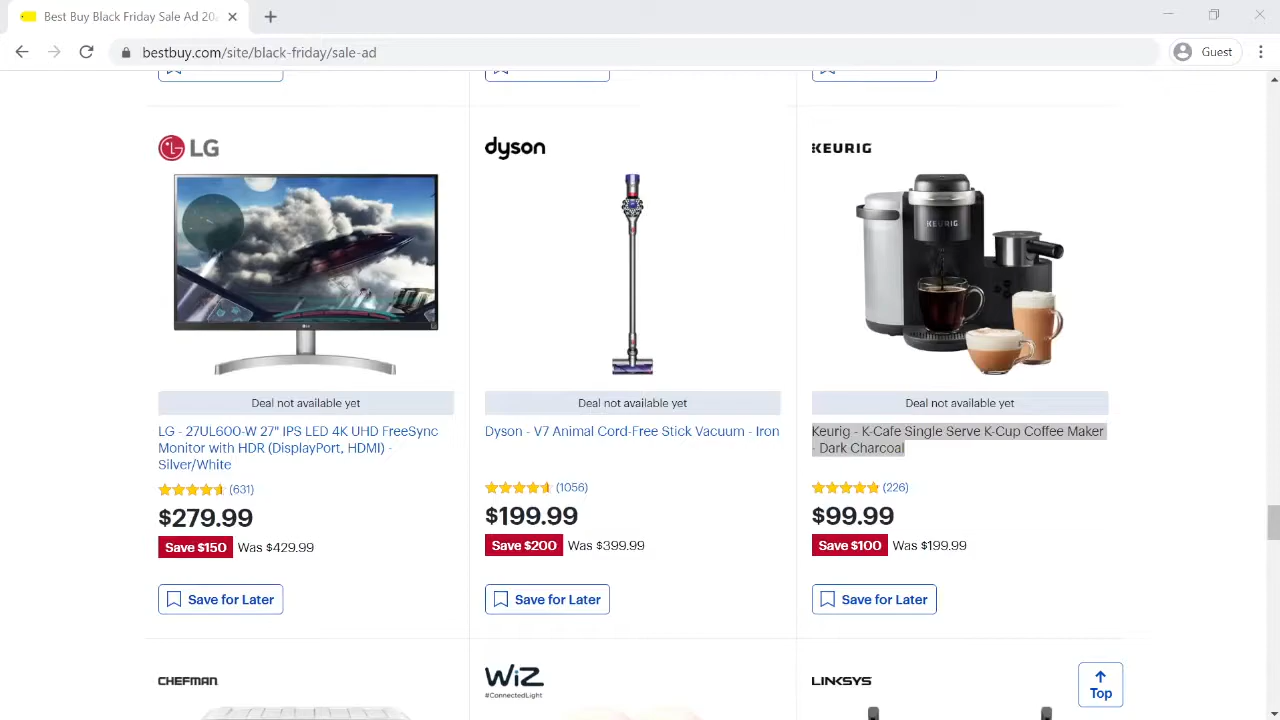 Best Buy Black Friday Sale Ad 20
bestbuy.com/site/black-friday/sale-ad
Guest
LG
dyson
KEURIG
KEURIG
Deal not available yet
Deal not available yet
Deal not available yet
LG - 27UL600-W 27" IPS LED 4K UHD FreeSync
Monitor with HDR (DisplayPort, HDMI) -
Silver/White
Dyson - V7 Animal Cord-Free Stick Vacuum - Iron
Keurig - K-Cafe Single Serve K-Cup Coffee Maker
- Dark Charcoal
(631)
(1056)
(226)
$279.99
$199.99
$99.99
Save $150 Was $429.99
Save $200 Was $399.99
Save $100 Was $199.99
Save for Later
Save for Later
Save for Later
CHEFMAN
WiZ
#ConnectedLight
LINKSYS
Top